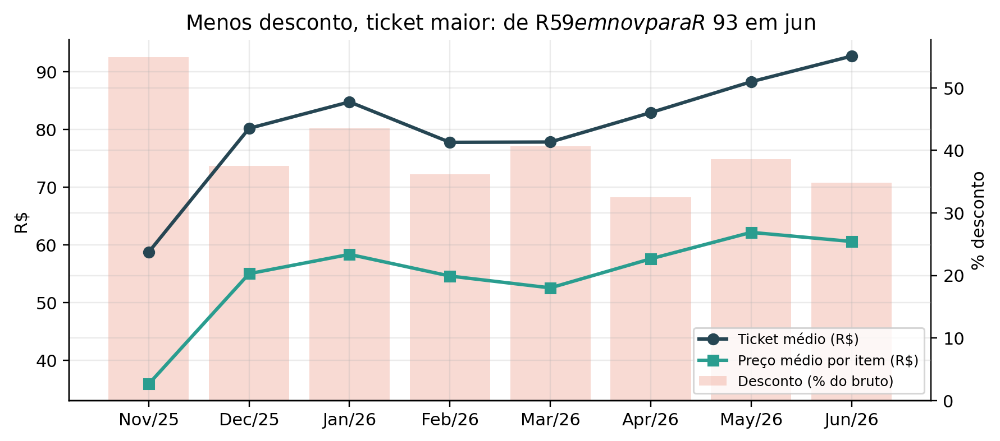 Menos desconto, ticket maior: de R59emnovparaR 93 em jun
90
80
70
60
50
40
R$
50
40
30
20
10
0
% desconto
Ticket médio (R$)
Preço médio por item (R$)
Desconto (% do bruto)
Nov/25 Dec/25 Jan/26 Feb/26 Mar/26 Apr/26 May/26 Jun/26